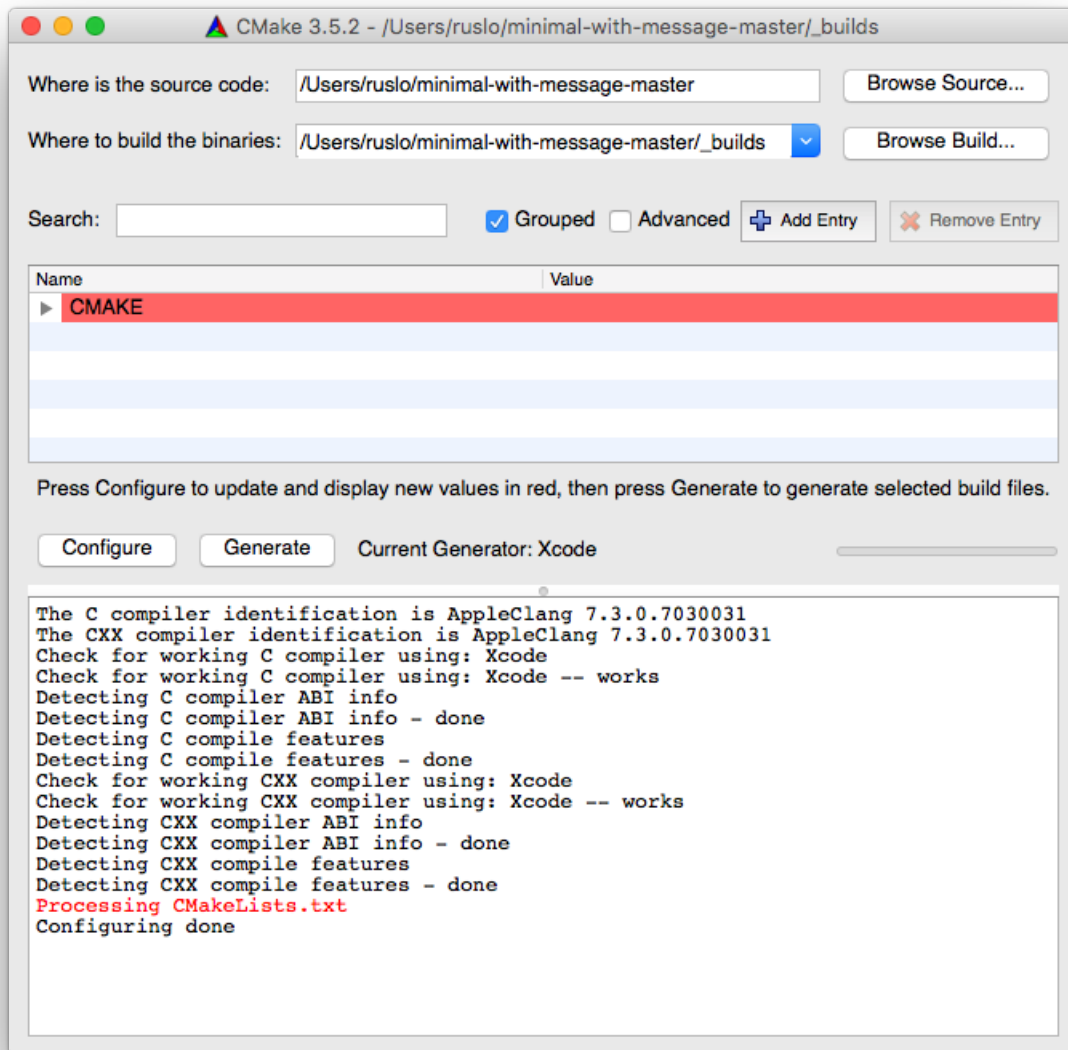 CMake 3.5.2 - /Users/ruslo/minimal-with-message-master/_builds
Where is the source code: /Users/ruslo/minimal-with-message-master Browse Source...
Where to build the binaries: /Users/ruslo/minimal-with-message-master/_builds Browse Build...
Search: Grouped Advanced Add Entry Remove Entry
Name Value
CMAKE
Press Configure to update and display new values in red, then press Generate to generate selected build files.
Configure Generate Current Generator: Xcode
The C compiler identification is AppleClang 7.3.0.7030031
The CXX compiler identification is AppleClang 7.3.0.7030031
Check for working C compiler using: Xcode
Check for working C compiler using: Xcode -- works
Detecting C compiler ABI info
Detecting C compiler ABI info - done
Detecting C compile features
Detecting C compile features - done
Check for working CXX compiler using: Xcode
Check for working CXX compiler using: Xcode -- works
Detecting CXX compiler ABI info
Detecting CXX compiler ABI info - done
Detecting CXX compile features
Detecting CXX compile features - done
Processing CMakeLists.txt
Configuring done